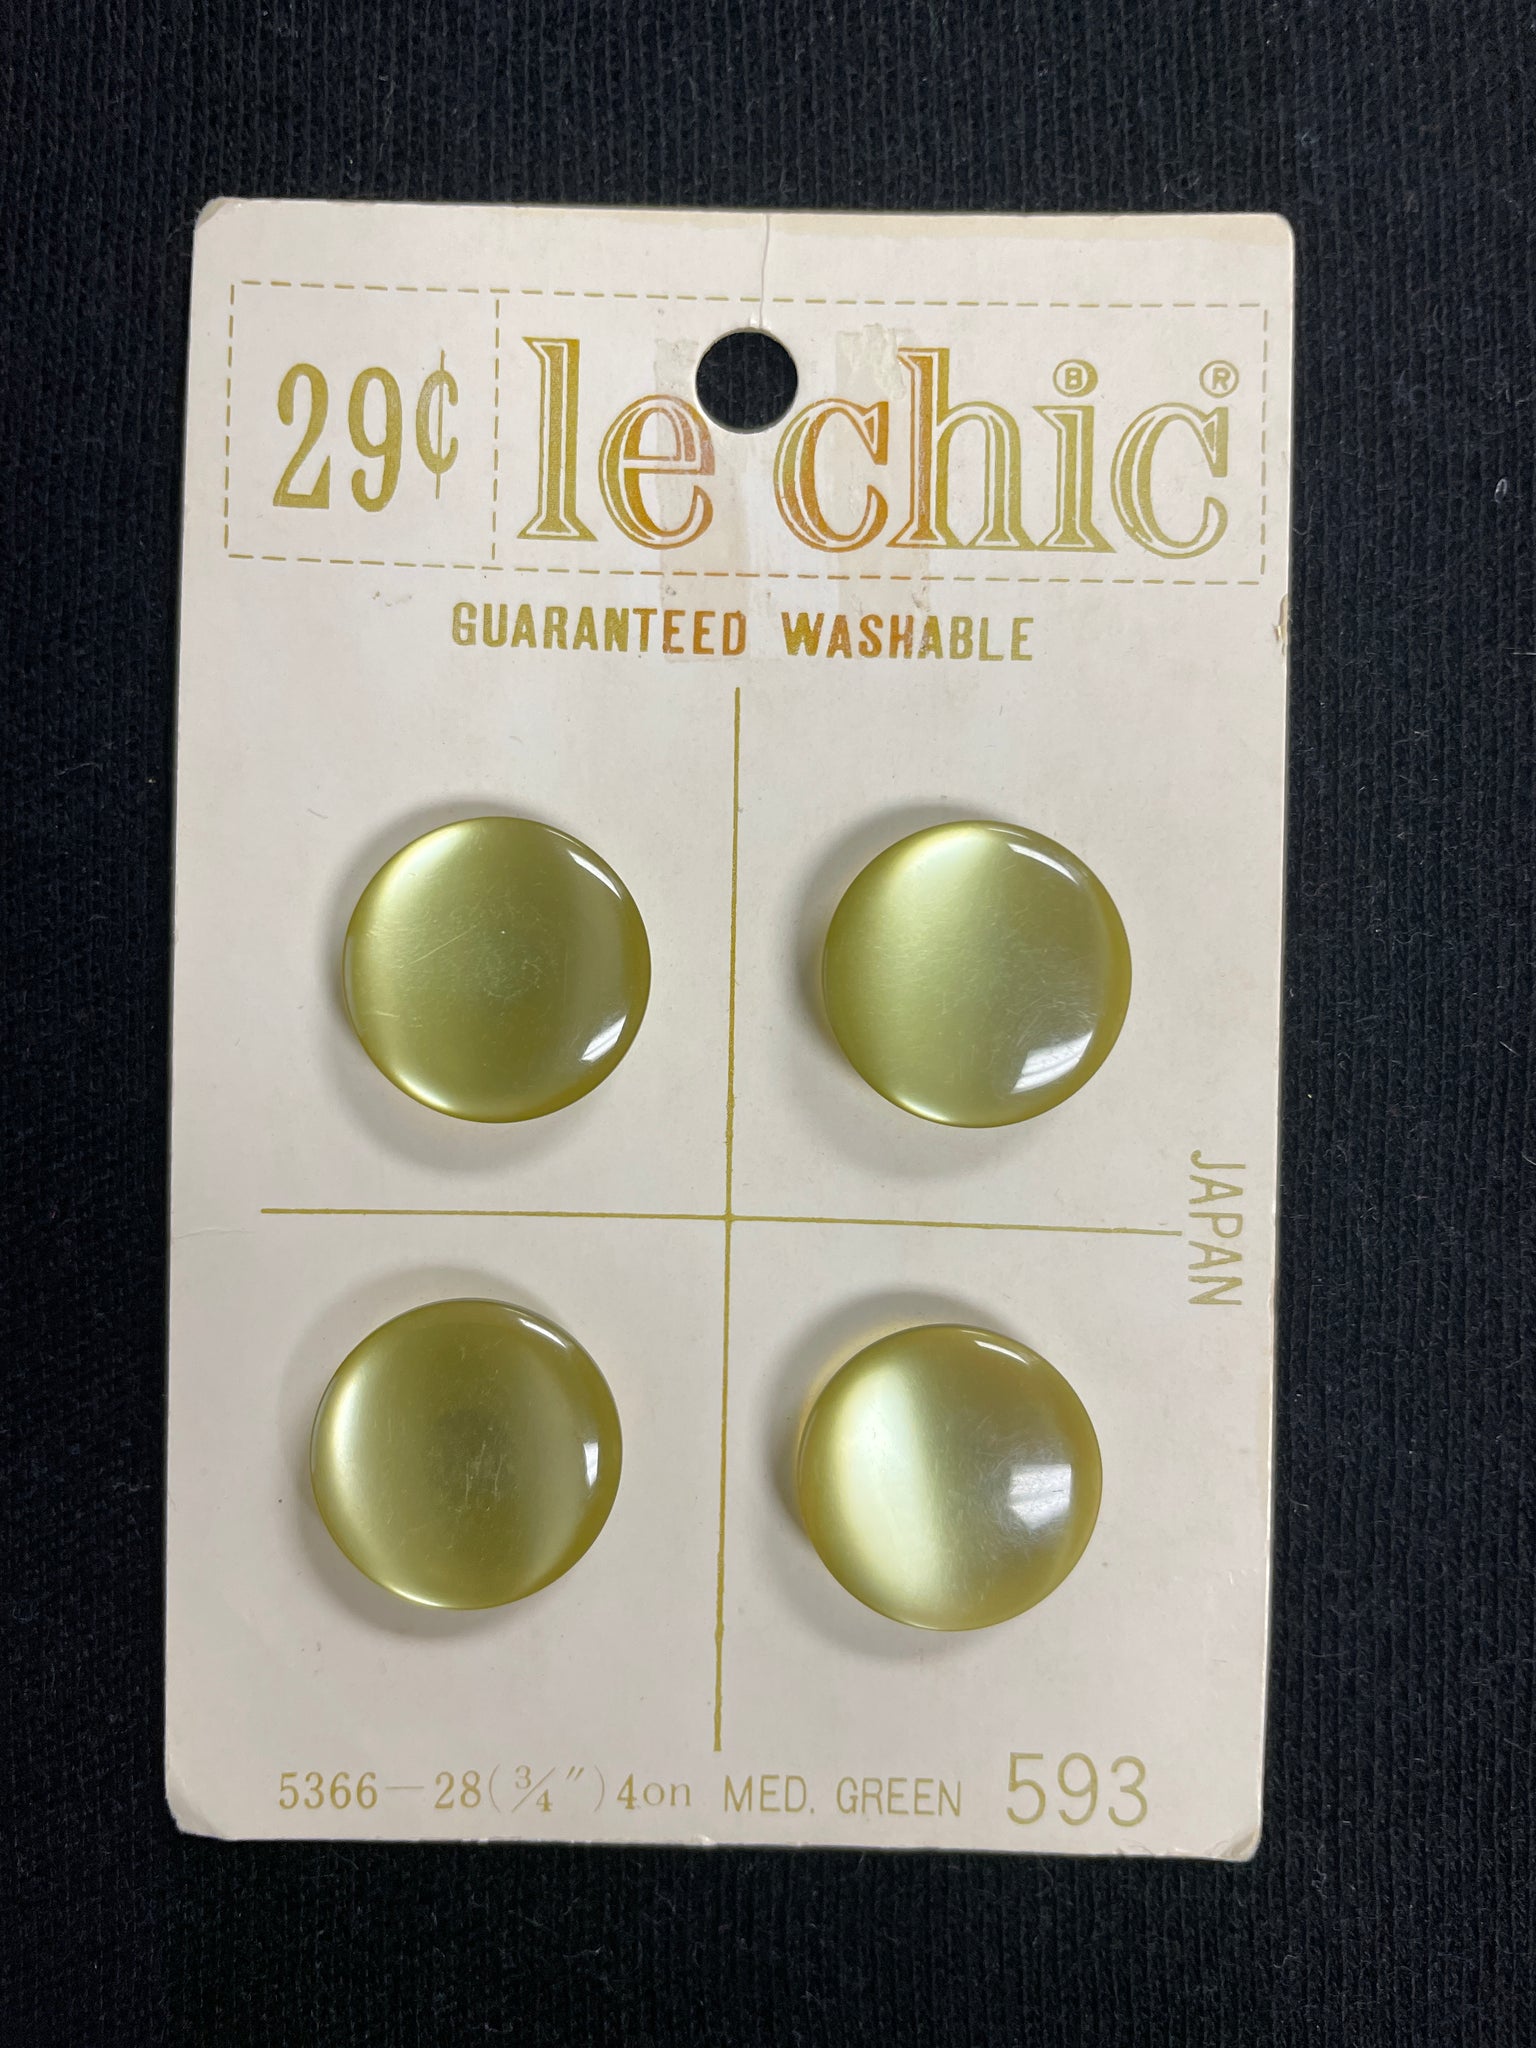 29¢ le chic ®
B
GUARANTEED WASHABLE
JAPAN
5366-28(¾")4on MED. GREEN 593